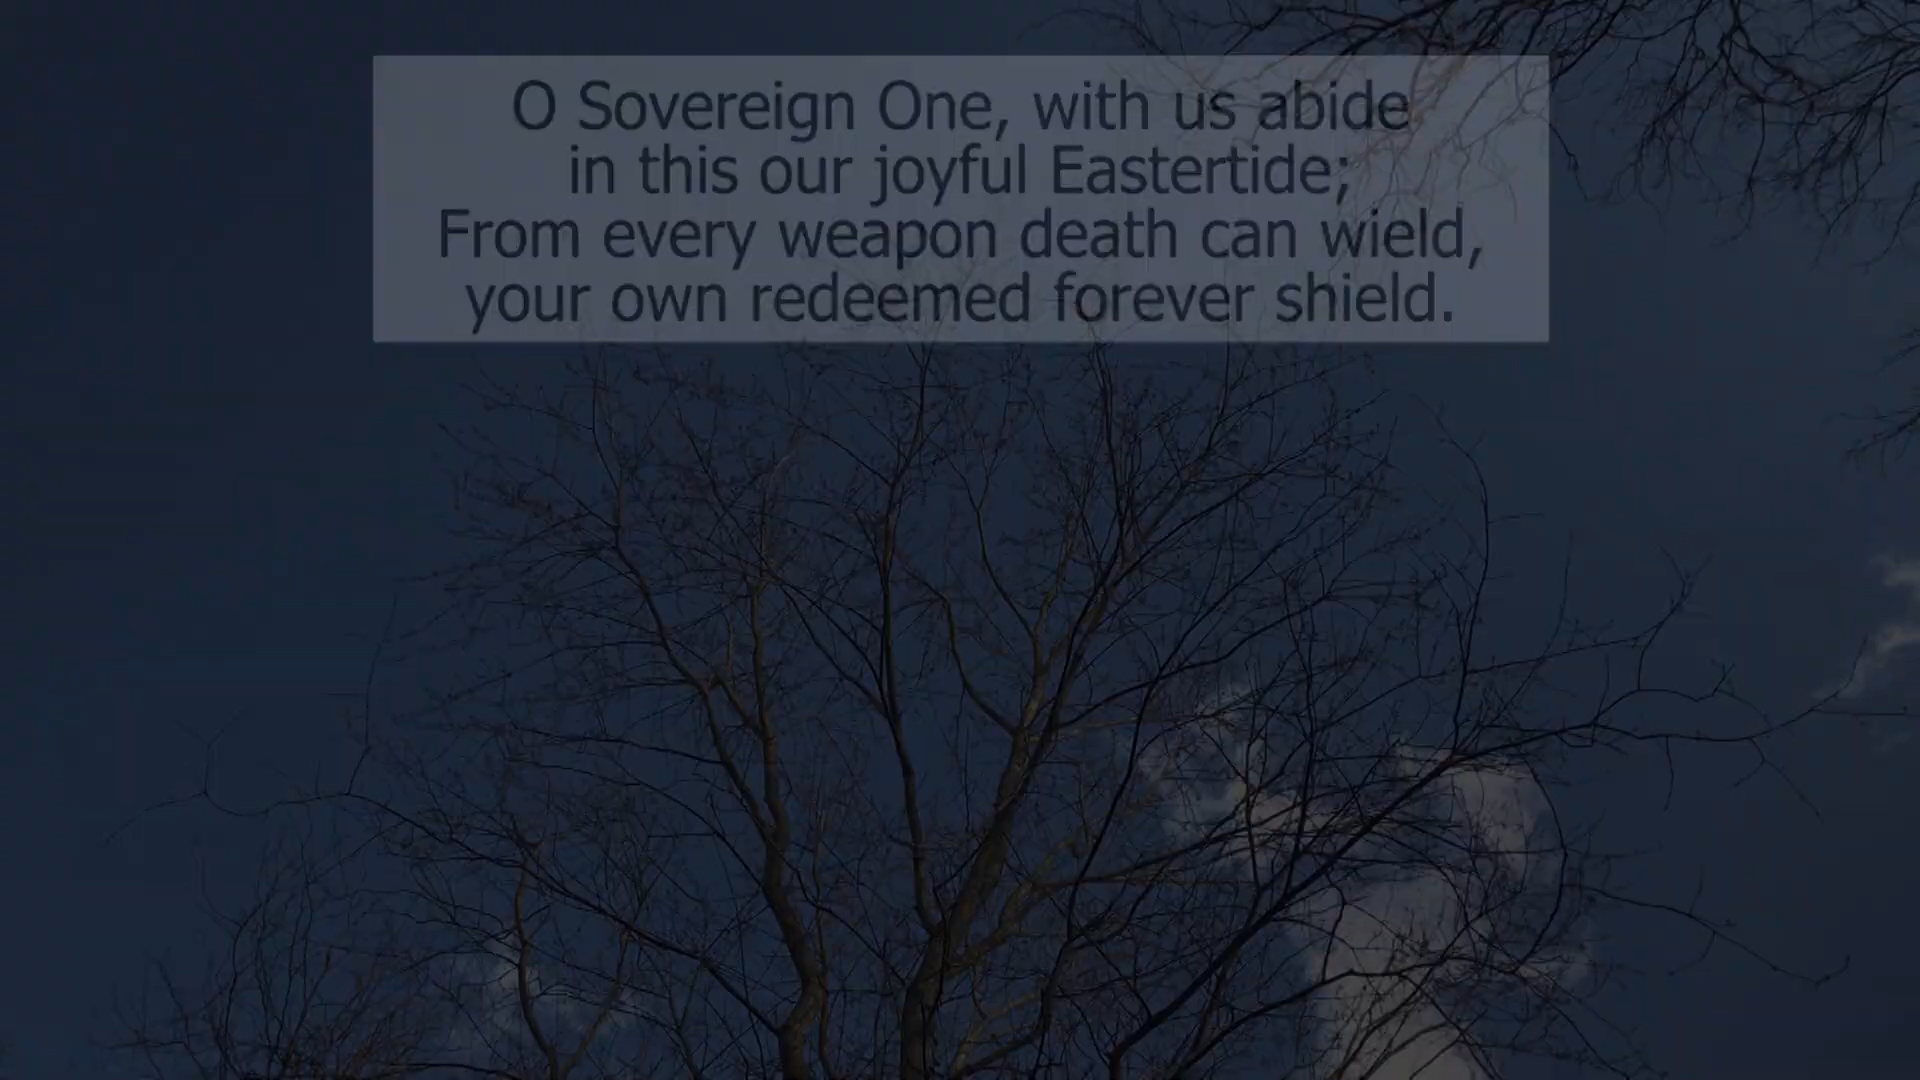 O Sovereign One, with us abide
in this our joyful Eastertide;
From every weapon death can wield,
your own redeemed forever shield.